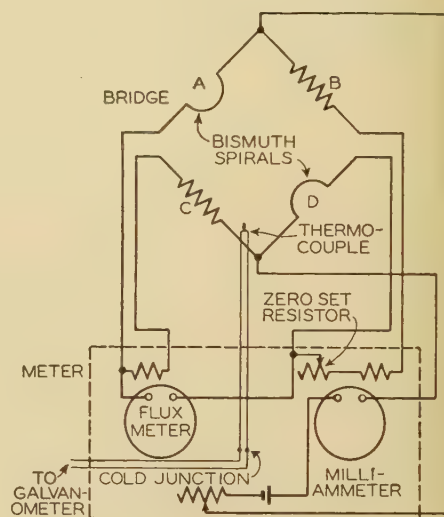 A
B
BRIDGE
BISMUTH
SPIRALS
C
D
THERMO-
COUPLE
ZERO SET
RESISTOR
METER
FLUX
METER
COLD JUNCTION
MILLI-
AMMETER
TO
GALVAN-
OMETER